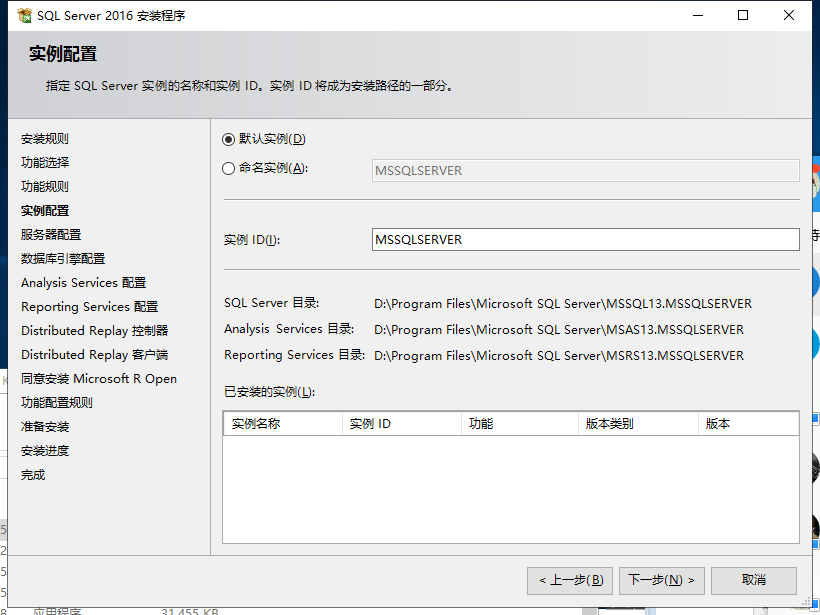 SQL Server 2016 安装程序
实例配置
指定 SQL Server 实例的名称和实例 ID。实例 ID 将成为安装路径的一部分。
安装规则
功能选择
功能规则
实例配置
服务器配置
数据库引擎配置
Analysis Services 配置
Reporting Services 配置
Distributed Replay 控制器
Distributed Replay 客户端
同意安装 Microsoft R Open
功能配置规则
准备安装
安装进度
完成
默认实例(D)
命名实例(A): MSSQLSERVER
实例 ID(I): MSSQLSERVER
SQL Server 目录: D:\Program Files\Microsoft SQL Server\MSSQL13.MSSQLSERVER
Analysis Services 目录: D:\Program Files\Microsoft SQL Server\MSAS13.MSSQLSERVER
Reporting Services 目录: D:\Program Files\Microsoft SQL Server\MSRS13.MSSQLSERVER
已安装的实例(L):
实例名称 实例 ID 功能 版本类别 版本
< 上一步(B) 下一步(N) > 取消
应用程序 31,455 KB